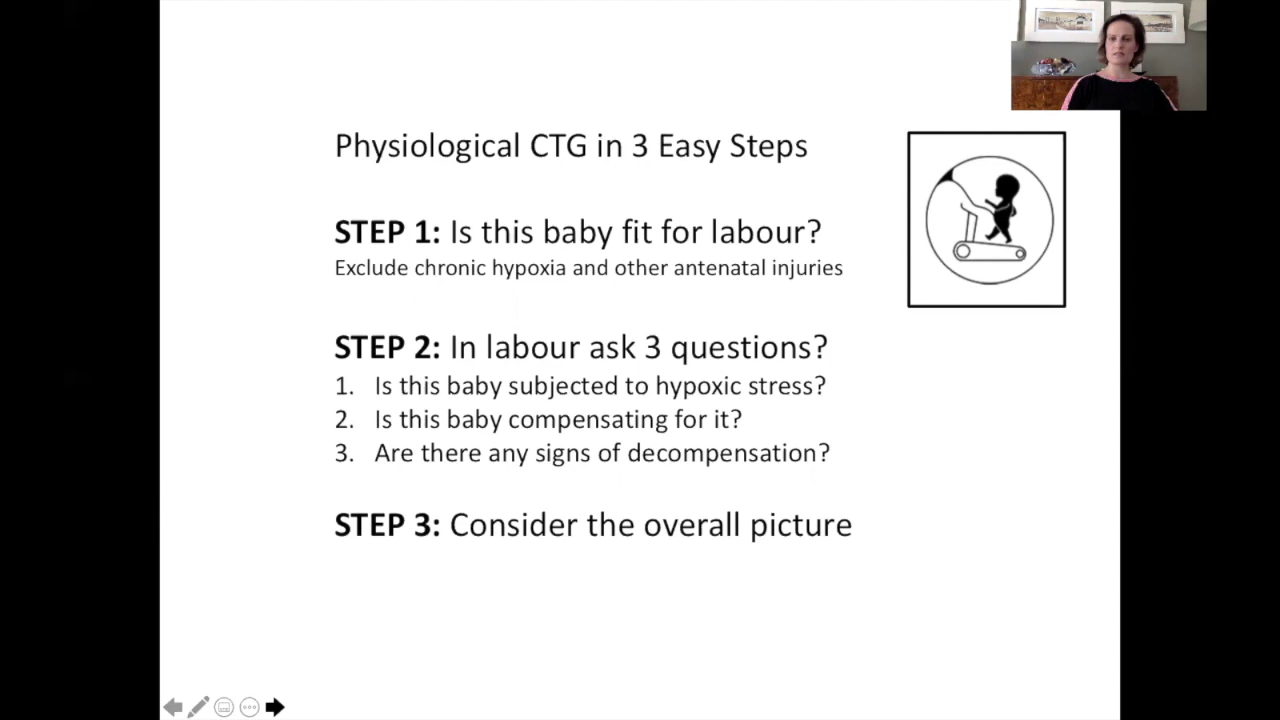 Physiological CTG in 3 Easy Steps
STEP 1: Is this baby fit for labour?
Exclude chronic hypoxia and other antenatal injuries
STEP 2: In labour ask 3 questions?
1. Is this baby subjected to hypoxic stress?
2. Is this baby compensating for it?
3. Are there any signs of decompensation?
STEP 3: Consider the overall picture